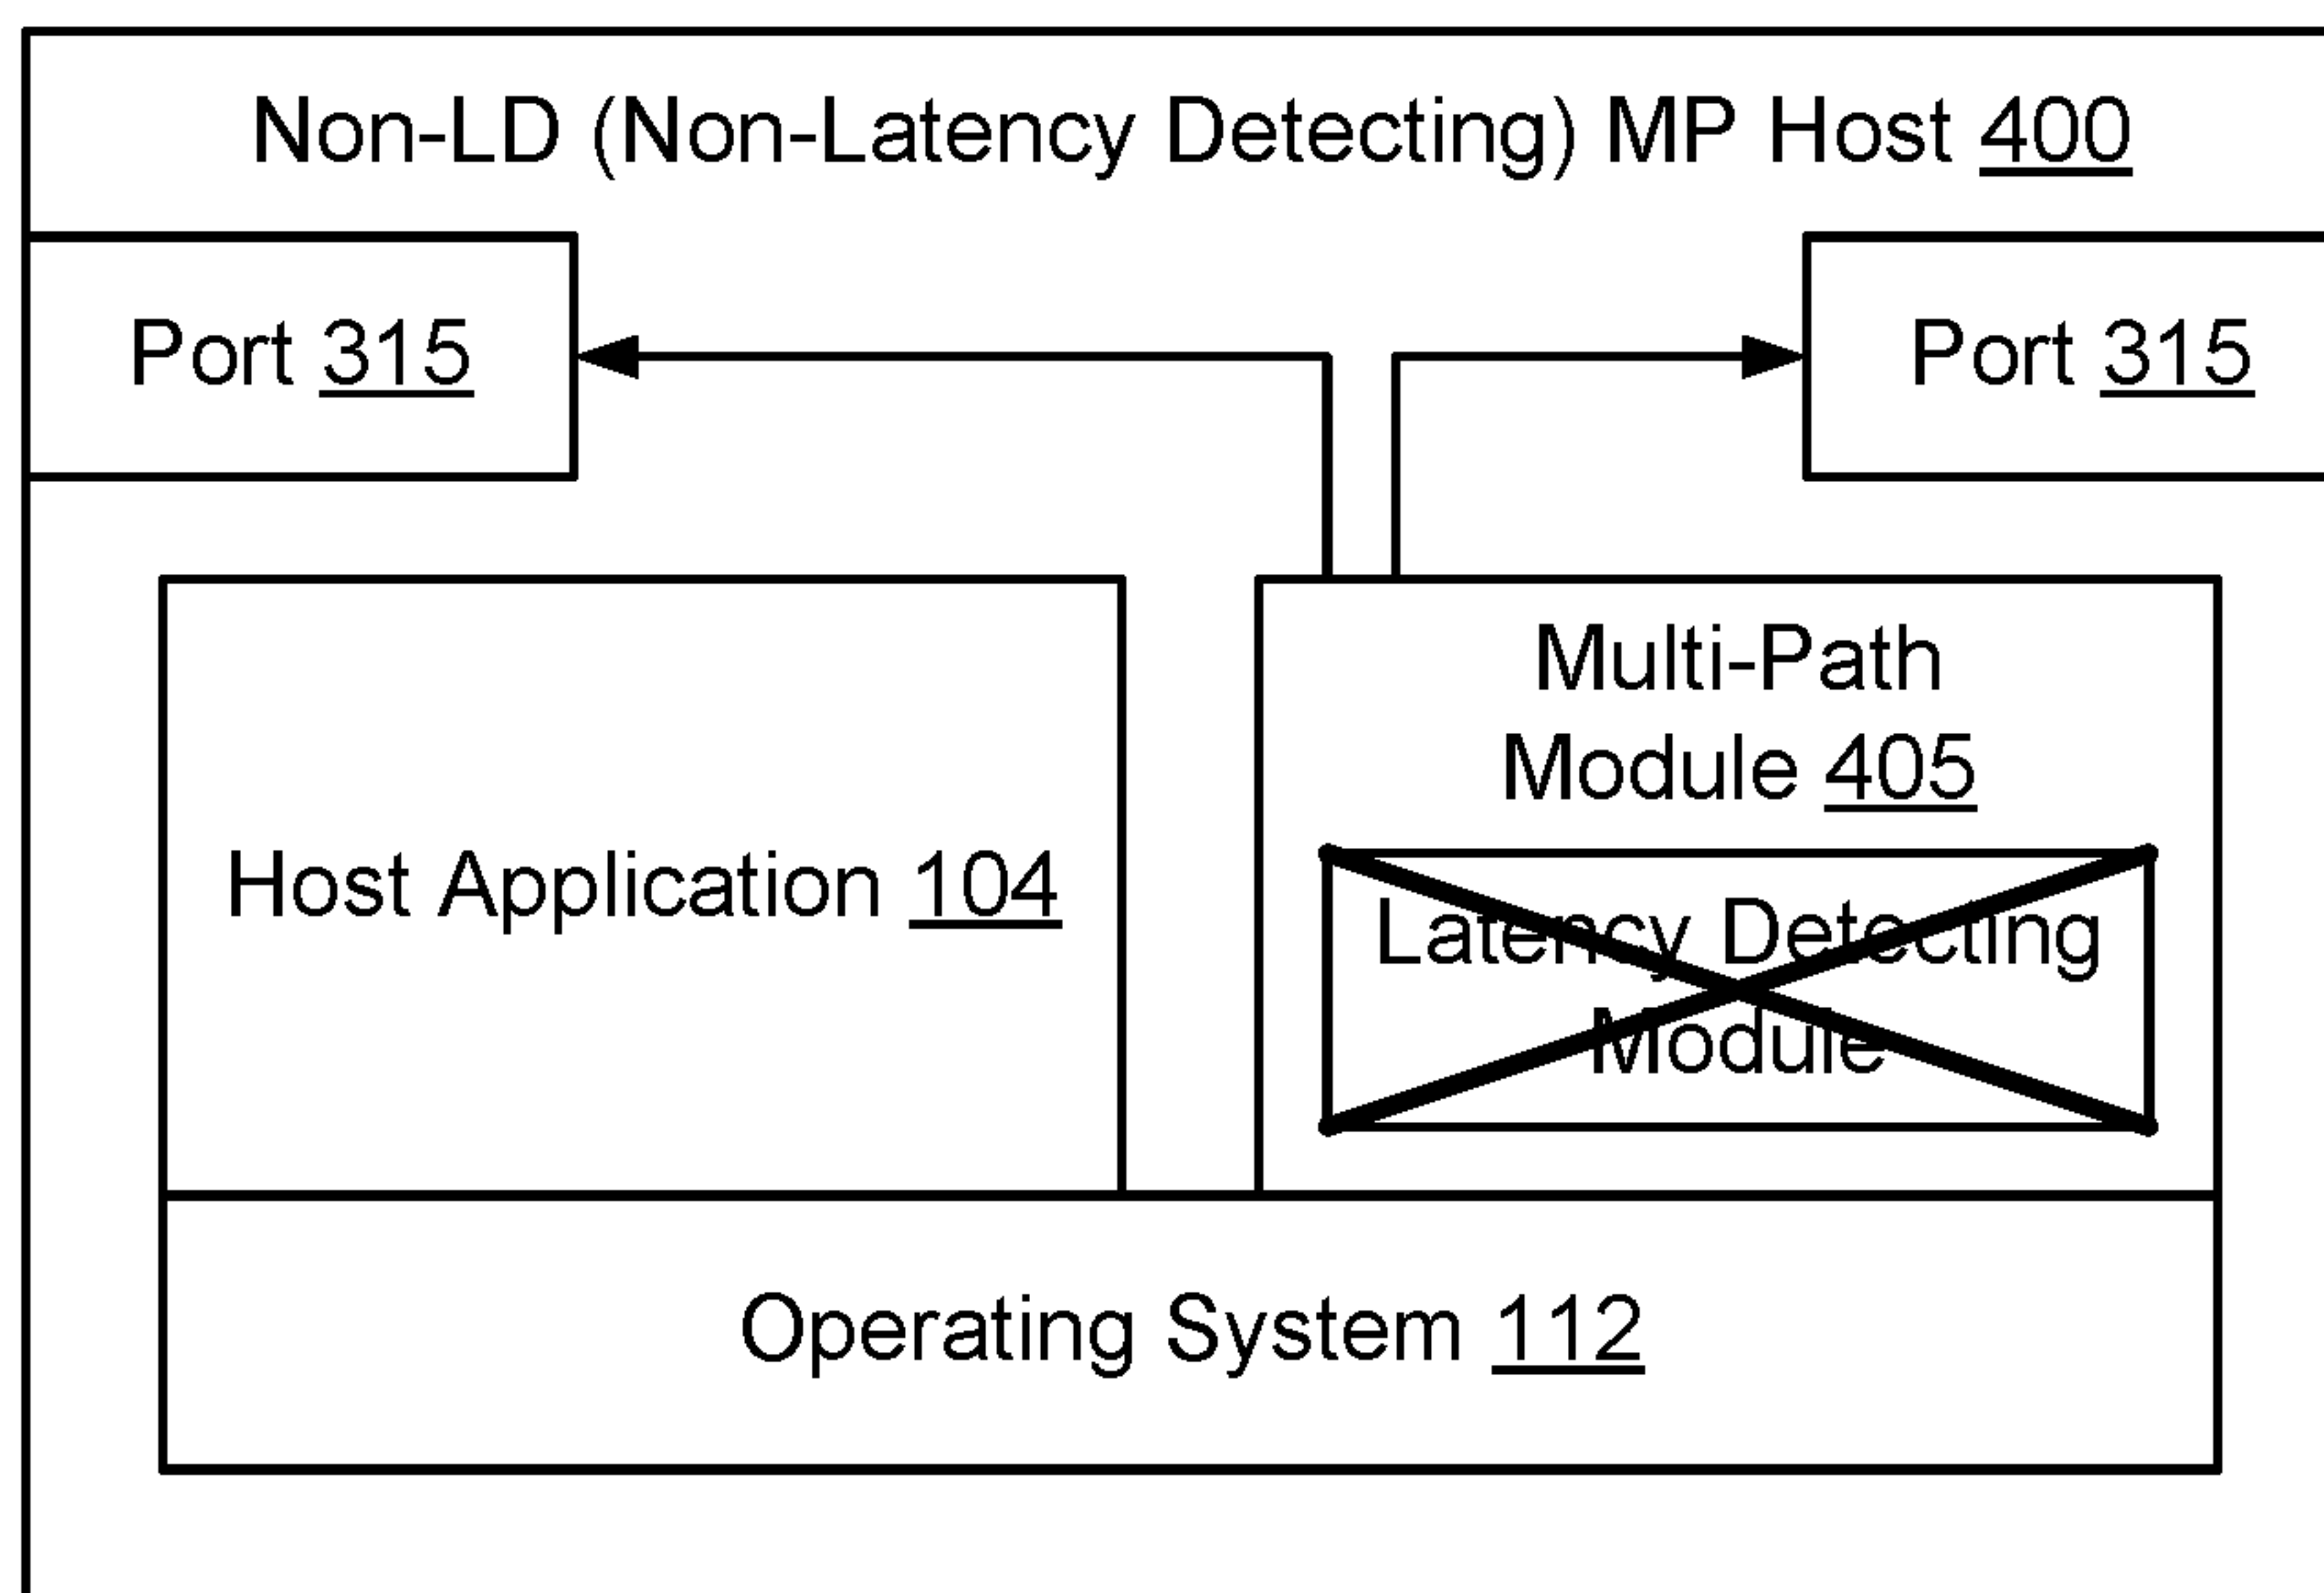 Non-LD (Non-Latency Detecting) MP Host 400
Port 315
Port 315
Multi-Path
Module 405
Host Application 104
Latency Detecting
Module
Operating System 112